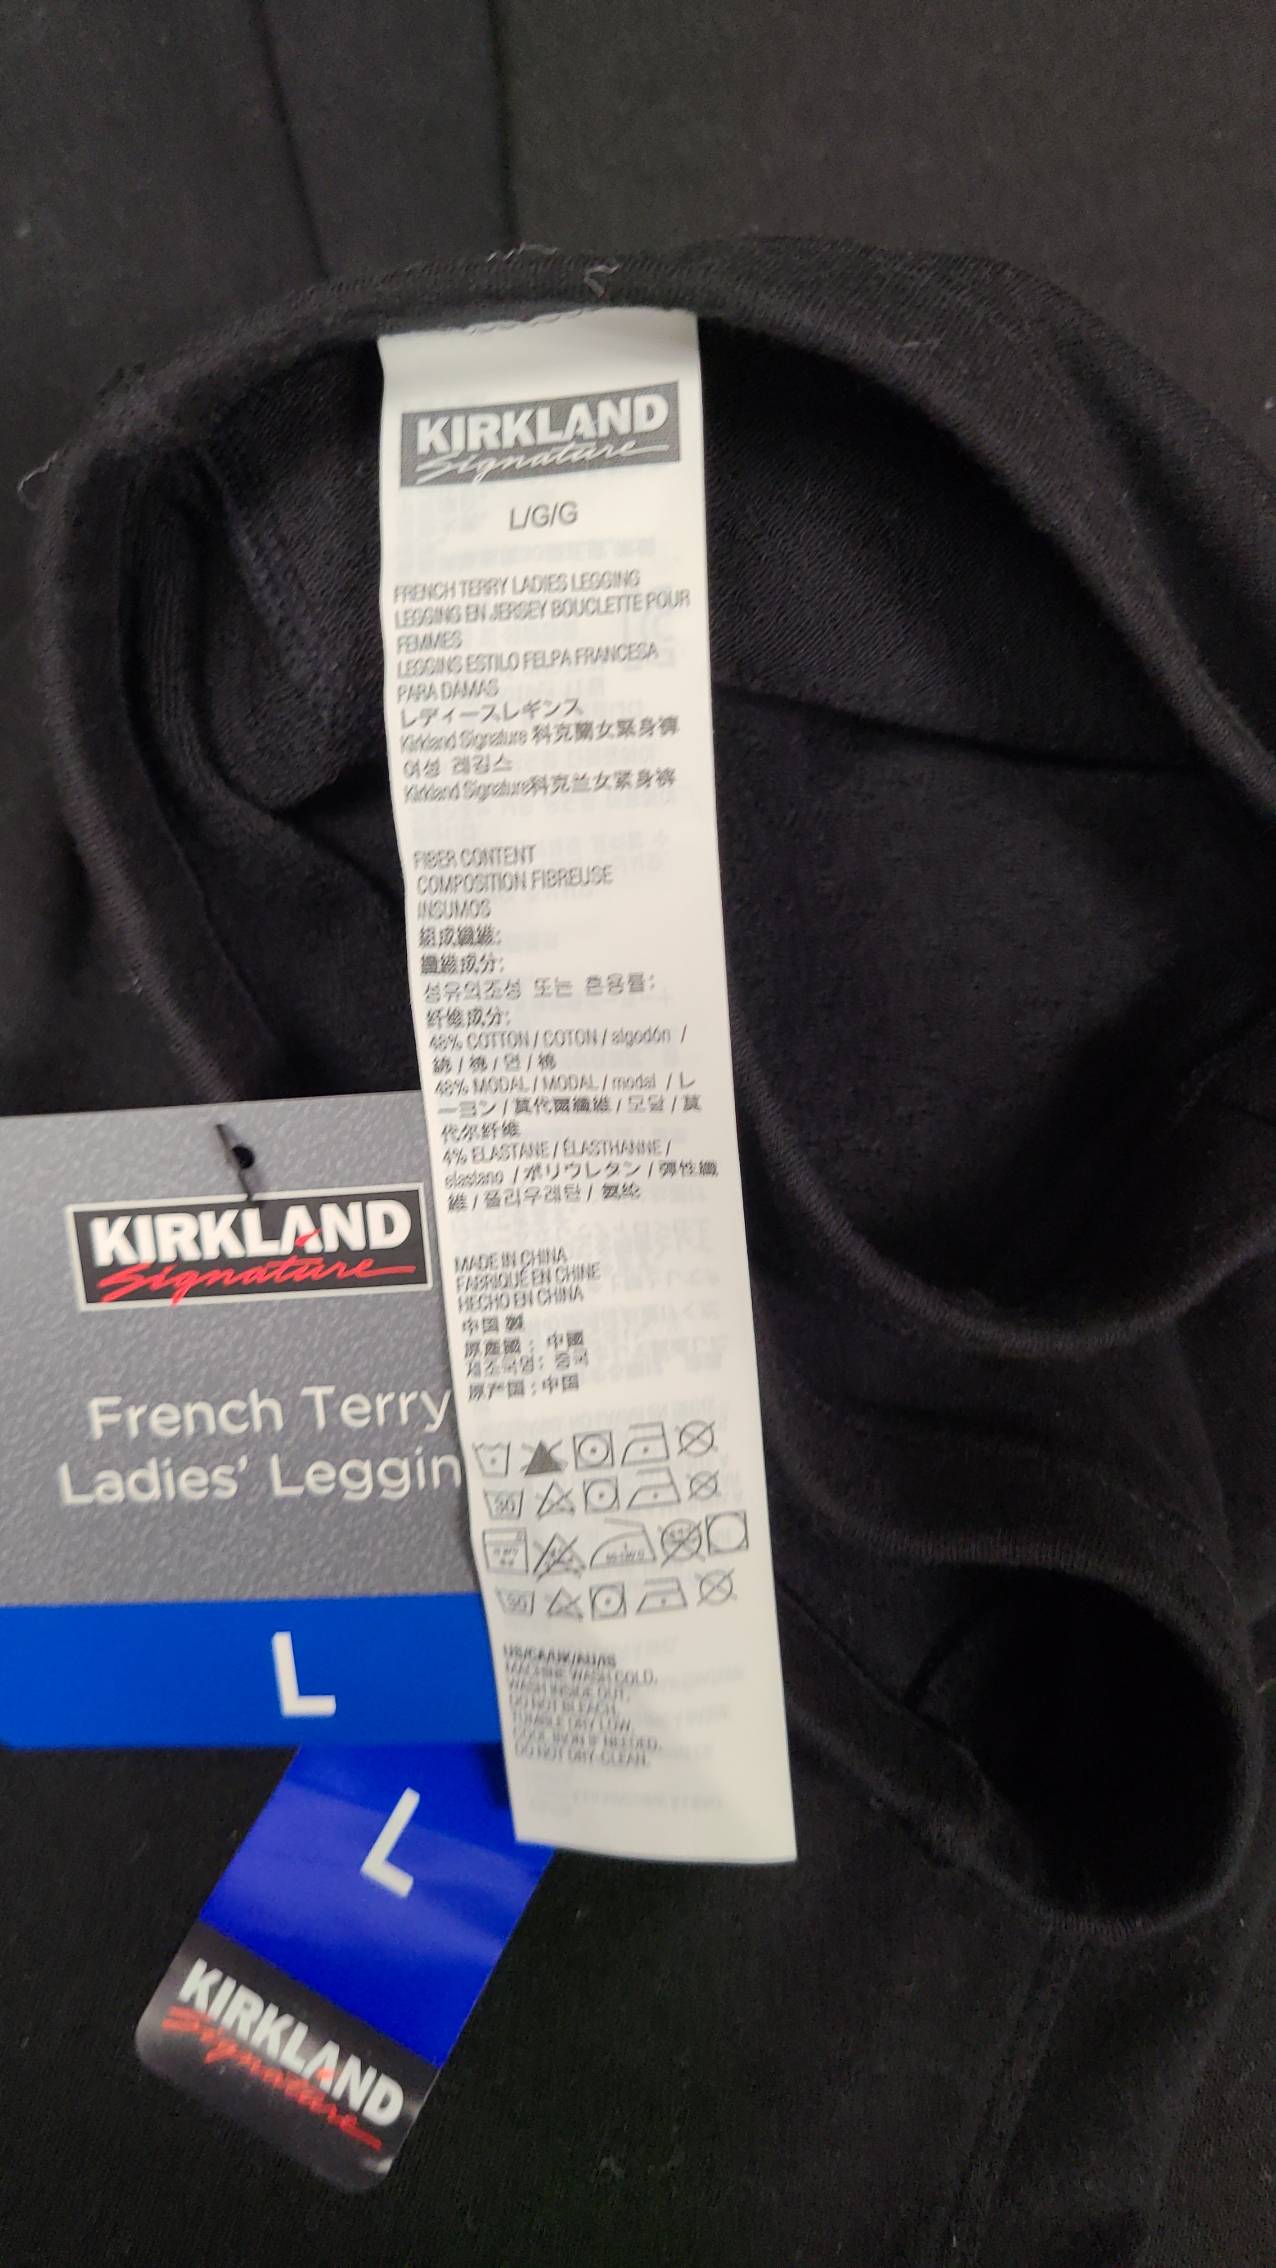 KIRKLAND
Signature
L/G/G
FRENCH TERRY LADIES LEGGING
LEGGING EN JERSEY BOUCLETTE POUR
FEMMES
LEGGINS ESTILO FELPA FRANCESA
PARA DAMAS
レディースレギンス
Kirkland Signature 科克蘭女緊身褲
여성 레깅스
Kirkland Signature科克兰女紧身裤
FIBER CONTENT
COMPOSITION FIBREUSE
INSUMOS
組成繊維:
纖維成分:
섬유의조성 또는 혼용률:
纤维成分:
48% COTTON / COTON / algodón /
綿 / 棉 / 면 / 棉
48% MODAL / MODAL / modal / レ
ーヨン / 莫代爾纖維 / 모달 / 莫
代尔纤维
4% ELASTANE / ÉLASTHANNE /
elastano / ポリウレタン / 彈性纖
維 / 폴리우레탄 / 氨纶
MADE IN CHINA
FABRIQUÉ EN CHINE
HECHO EN CHINA
中国製
原産國: 中國
제조국명: 중국
原产国:中国
30
30
US/CA/UK/AU/IS
MACHINE WASH COLD.
WASH INSIDE OUT.
DO NOT BLEACH.
TUMBLE DRY LOW.
COOL IRON IF NEEDED.
DO NOT DRY-CLEAN.
KIRKLAND
Signature
French Terry
Ladies' Leggin
L
L
KIRKLAND
Signature